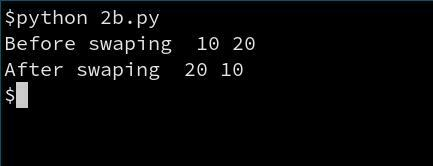 $python 2b.py
Before swaping  10 20
After swaping  20 10
$